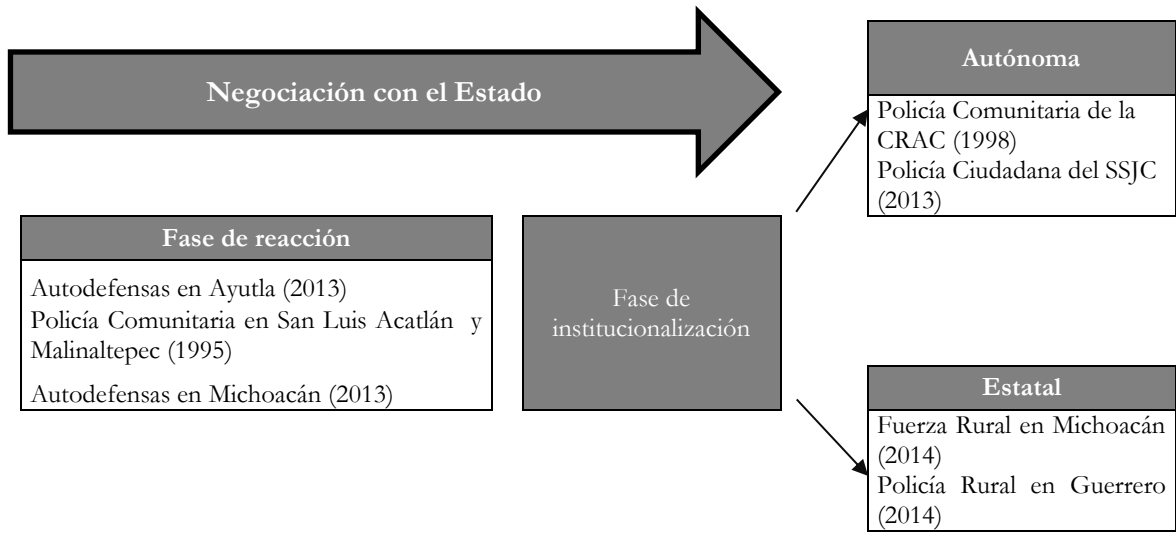 Negociación con el Estado
Fase de reacción
Autodefensas en Ayutla (2013)
Policía Comunitaria en San Luis Acatlán y
Malinaltepec (1995)
Autodefensas en Michoacán (2013)
Fase de
institucionalización
Autónoma
Policía Comunitaria de la
CRAC (1998)
Policía Ciudadana del SSJC
(2013)
Estatal
Fuerza Rural en Michoacán
(2014)
Policía Rural en Guerrero
(2014)